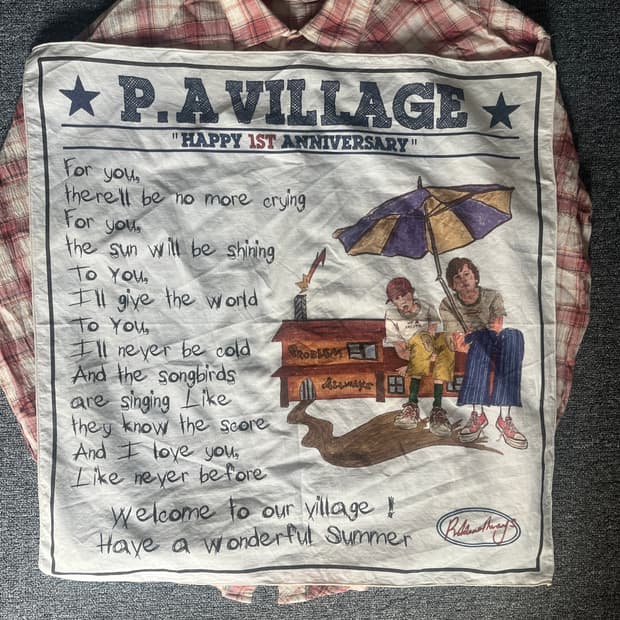 P.A VILLAGE
"HAPPY 1ST ANNIVERSARY"
For you,
there'll be no more crying
For you,
the sun will be shining
To You,
I'll give the world
To You,
I'll never be cold
And the songbirds
are singing Like
they know the score
And I love you,
Like never before
Welcome to our village !
Have a wonderful Summer
PROBLEM
Always